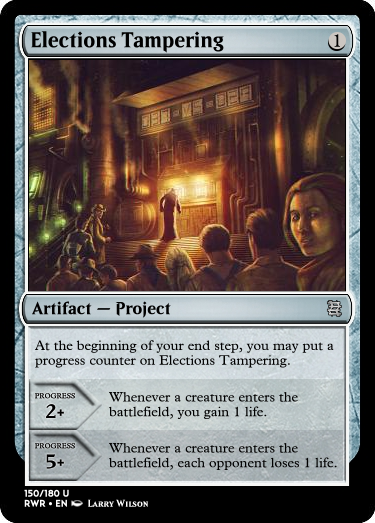 Elections Tampering 1
Artifact — Project
At the beginning of your end step, you may put a
progress counter on Elections Tampering.
PROGRESS
2+
Whenever a creature enters the
battlefield, you gain 1 life.
PROGRESS
5+
Whenever a creature enters the
battlefield, each opponent loses 1 life.
150/180 U
RWR • EN Larry Wilson